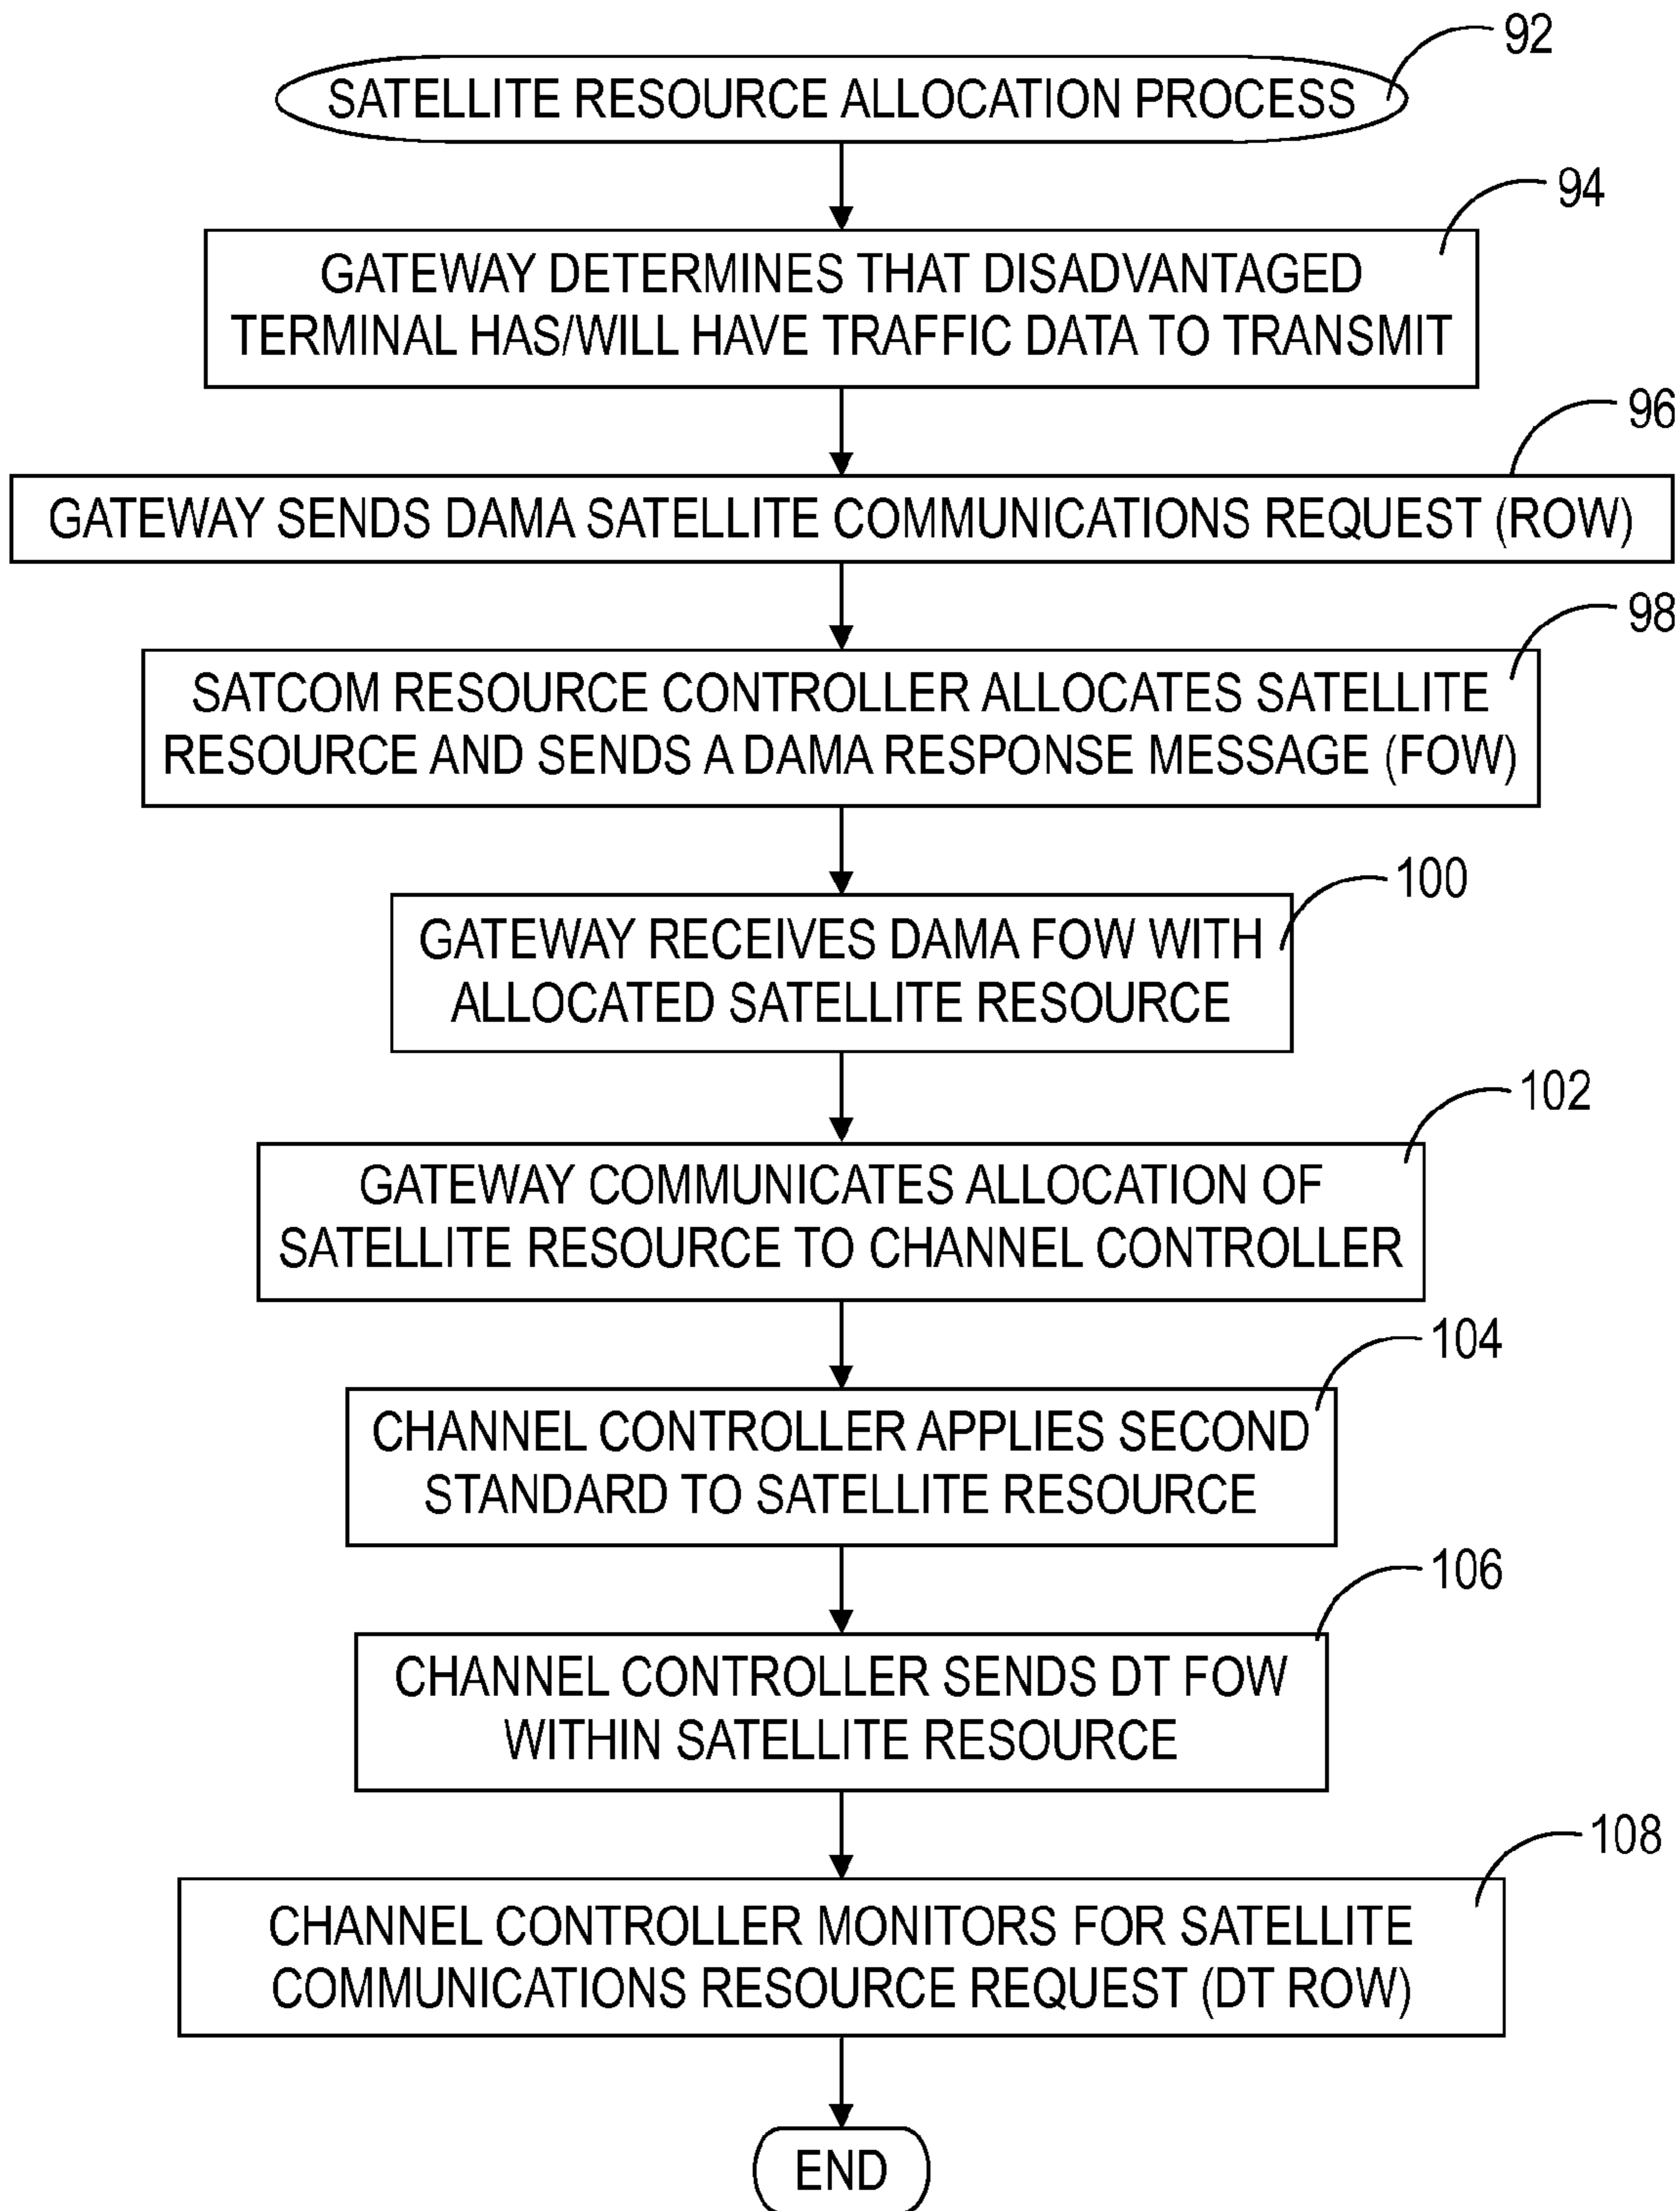 92
SATELLITE RESOURCE ALLOCATION PROCESS
94
GATEWAY DETERMINES THAT DISADVANTAGED
TERMINAL HAS/WILL HAVE TRAFFIC DATA TO TRANSMIT
96
GATEWAY SENDS DAMA SATELLITE COMMUNICATIONS REQUEST (ROW)
98
SATCOM RESOURCE CONTROLLER ALLOCATES SATELLITE
RESOURCE AND SENDS A DAMA RESPONSE MESSAGE (FOW)
100
GATEWAY RECEIVES DAMA FOW WITH
ALLOCATED SATELLITE RESOURCE
102
GATEWAY COMMUNICATES ALLOCATION OF
SATELLITE RESOURCE TO CHANNEL CONTROLLER
104
CHANNEL CONTROLLER APPLIES SECOND
STANDARD TO SATELLITE RESOURCE
106
CHANNEL CONTROLLER SENDS DT FOW
WITHIN SATELLITE RESOURCE
108
CHANNEL CONTROLLER MONITORS FOR SATELLITE
COMMUNICATIONS RESOURCE REQUEST (DT ROW)
END